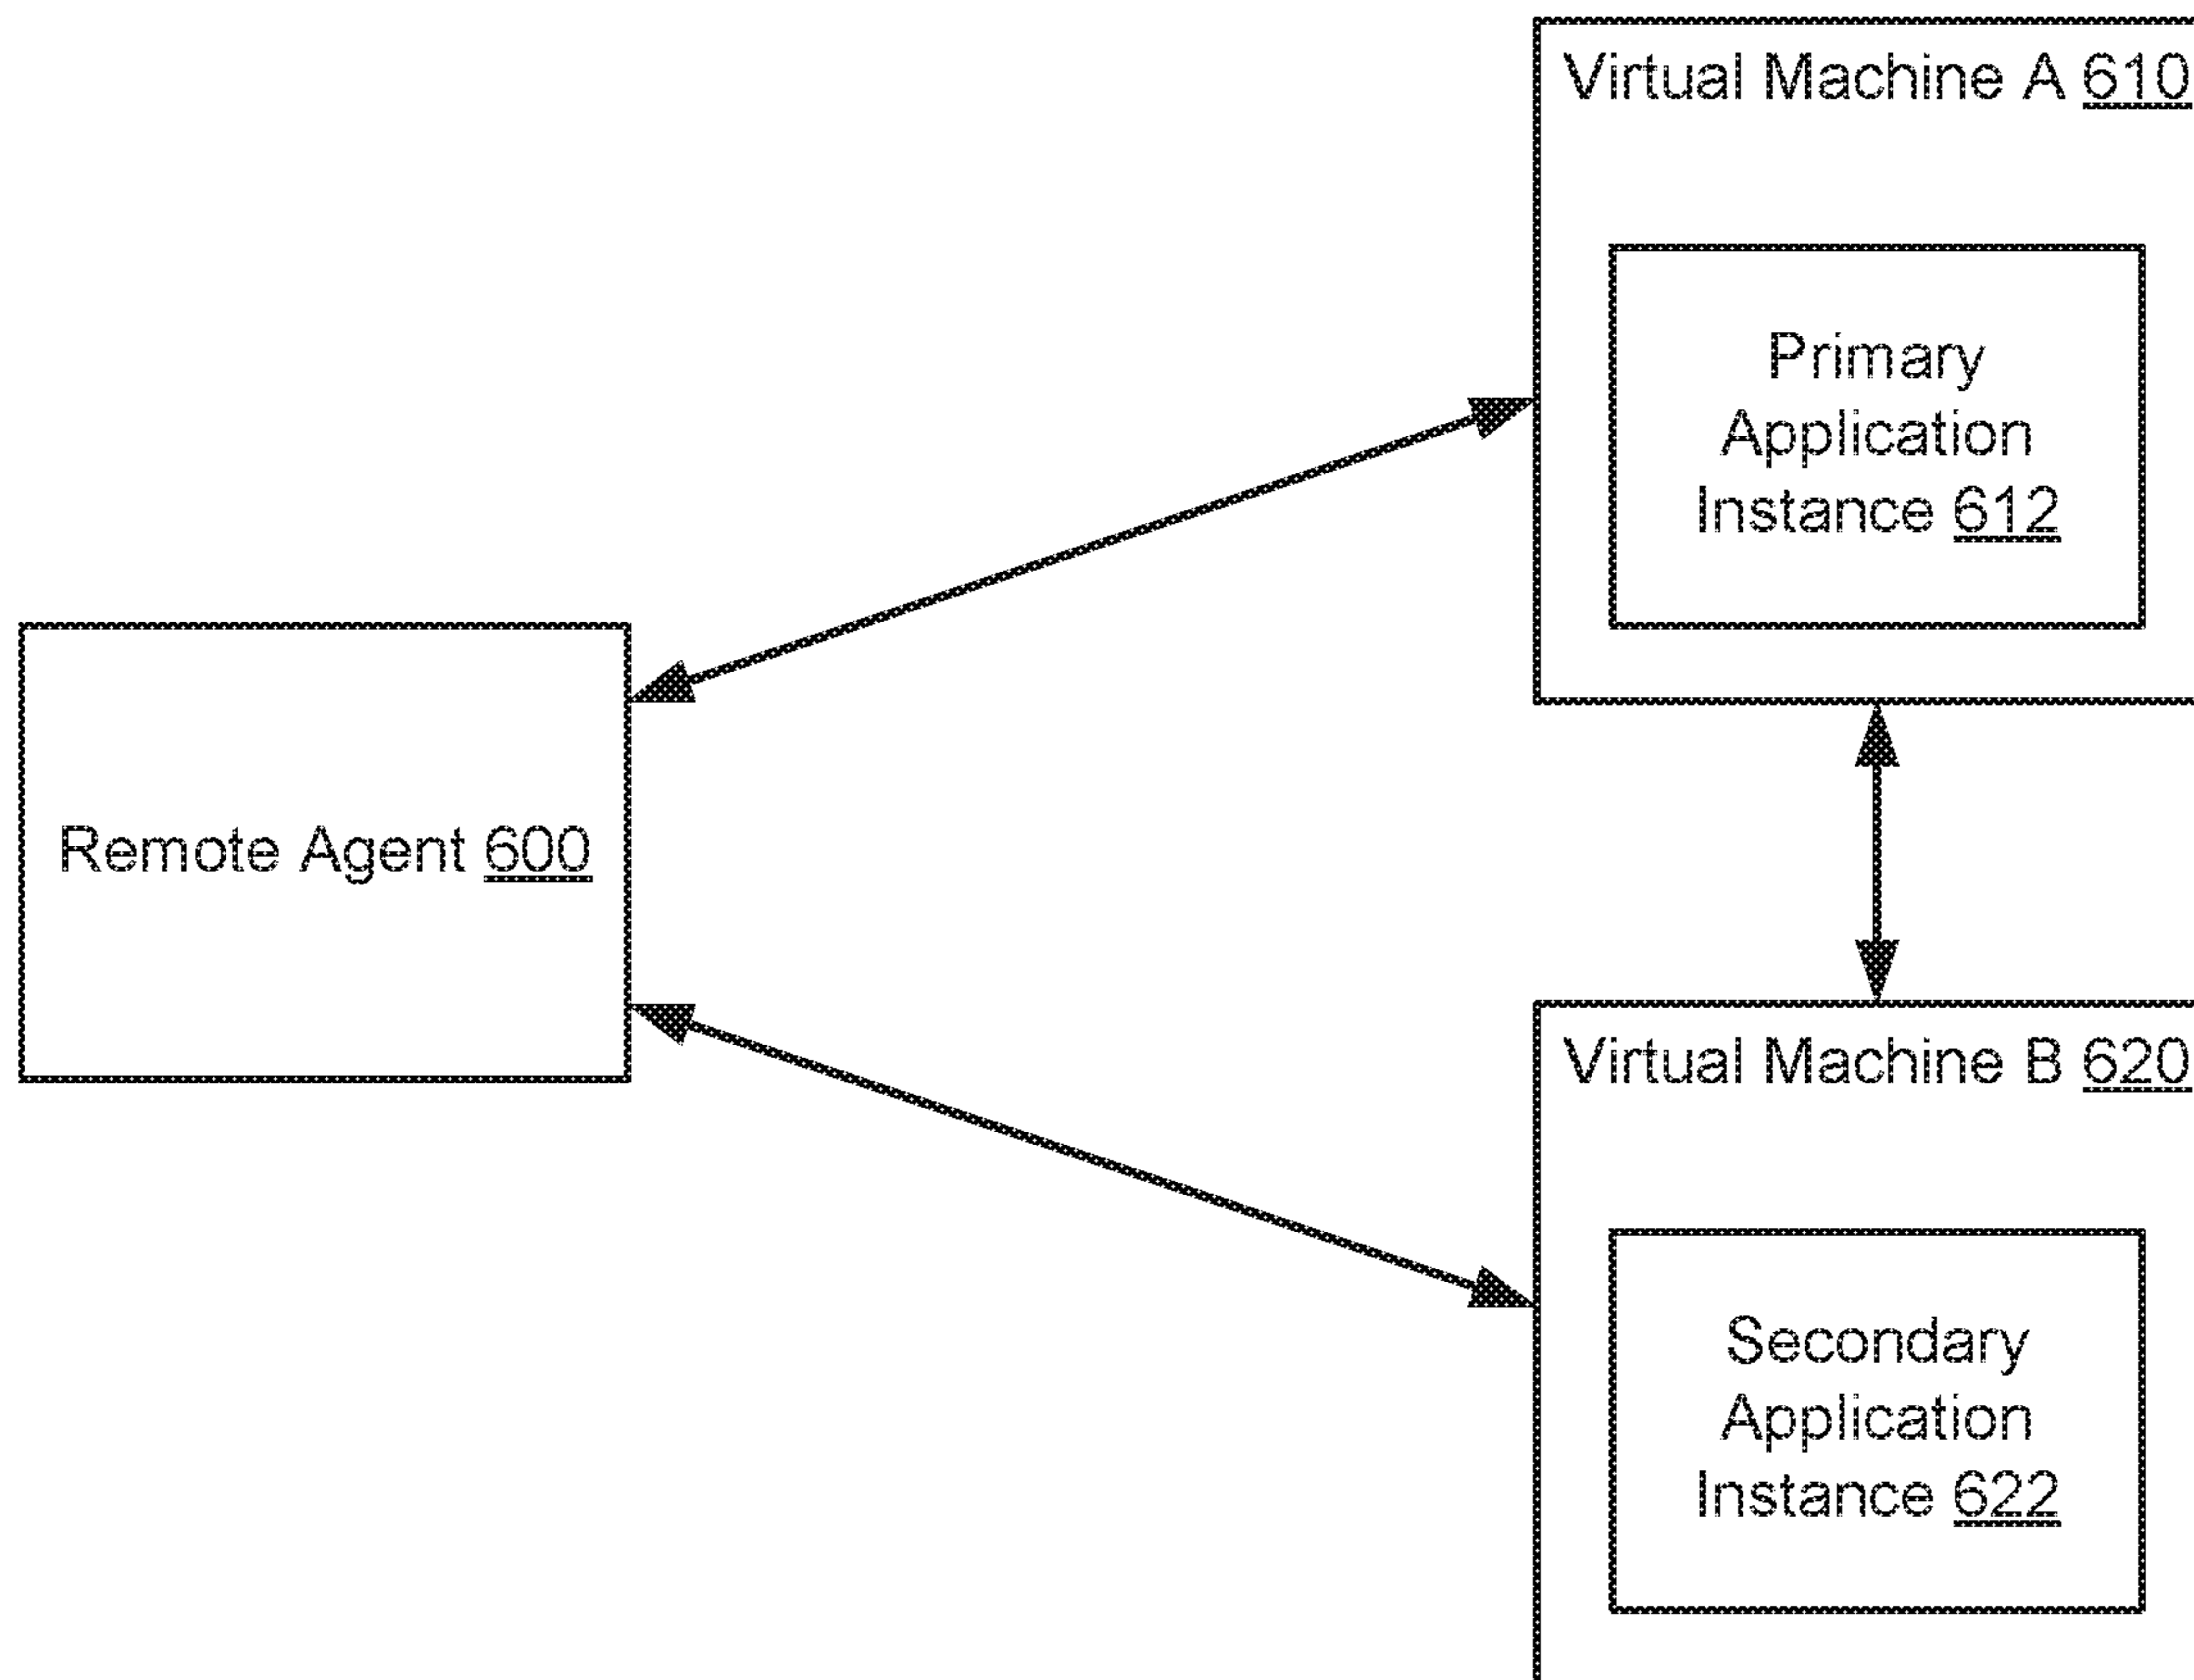 Virtual Machine A 610
Primary
Application
Instance 612
Remote Agent 600
Virtual Machine B 620
Secondary
Application
Instance 622